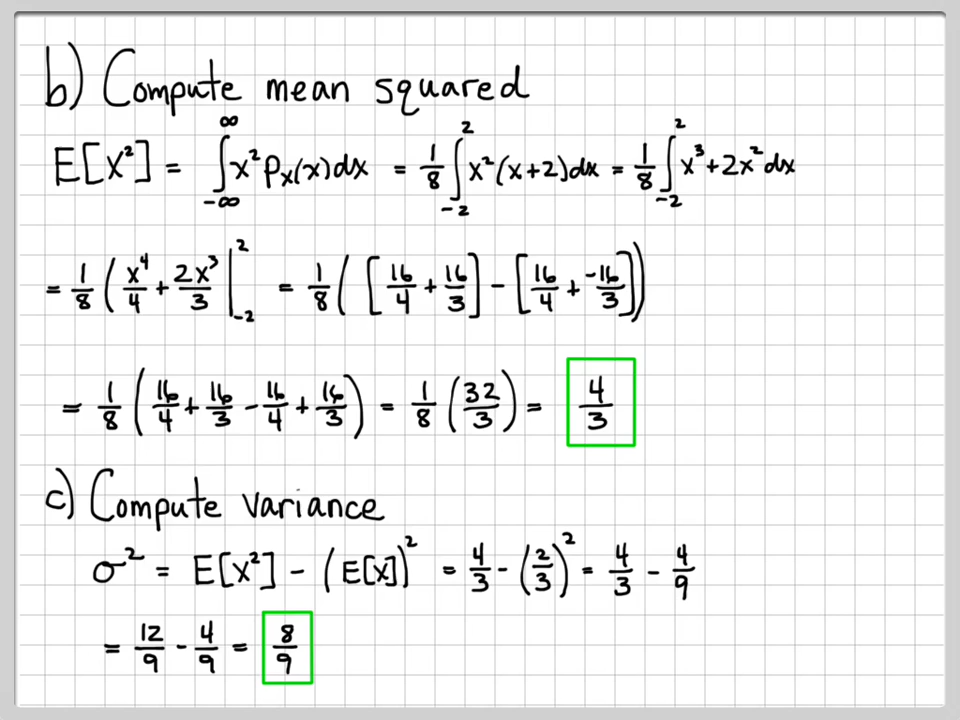 b) Compute mean squared
E[X²] = ∫_{-∞}^{∞} x² p_X(x)dx = 1/8 ∫_{-2}^{2} x²(x+2)dx = 1/8 ∫_{-2}^{2} x³+2x²dx
= 1/8 (x⁴/4 + 2x³/3 |_{-2}^{2} = 1/8 ([16/4 + 16/3] - [16/4 + -16/3])
= 1/8 (16/4 + 16/3 - 16/4 + 16/3) = 1/8 (32/3) = 4/3
c) Compute variance
σ² = E[X²] - (E[X])² = 4/3 - (2/3)² = 4/3 - 4/9
= 12/9 - 4/9 = 8/9